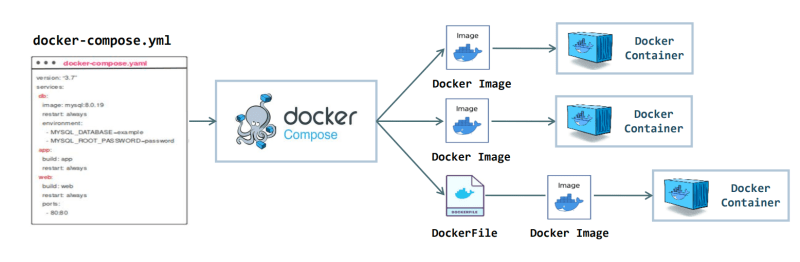 docker-compose.yml
docker-compose.yaml
version: "3.7"
services:
db:
image: mysql:8.0.19
restart: always
environment:
- MYSQL_DATABASE=example
- MYSQL_ROOT_PASSWORD=password
app:
build: app
restart: always
web:
build: web
restart: always
ports:
- 80:80
docker
Compose
Image
Docker Image
Docker
Container
Image
Docker Image
Docker
Container
DOCKERFILE
DockerFile
Image
Docker Image
Docker
Container